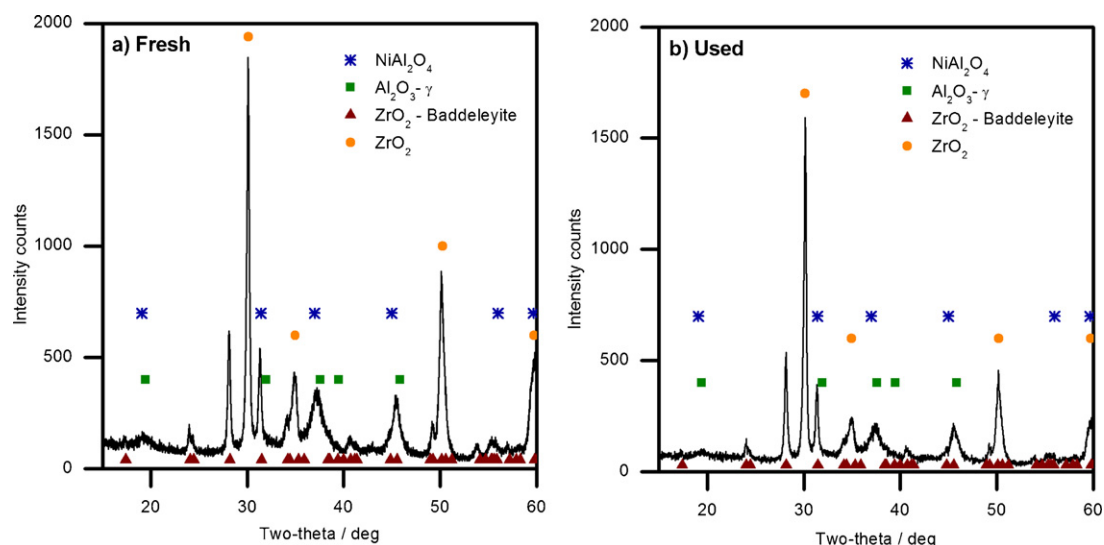 a) Fresh
NiAl₂O₄
Al₂O₃- γ
ZrO₂ - Baddeleyite
ZrO₂
Intensity counts
2000
1500
1000
500
0
20
30
40
50
60
Two-theta / deg
b) Used
NiAl₂O₄
Al₂O₃- γ
ZrO₂ - Baddeleyite
ZrO₂
Intensity counts
2000
1500
1000
500
0
20
30
40
50
60
Two-theta / deg